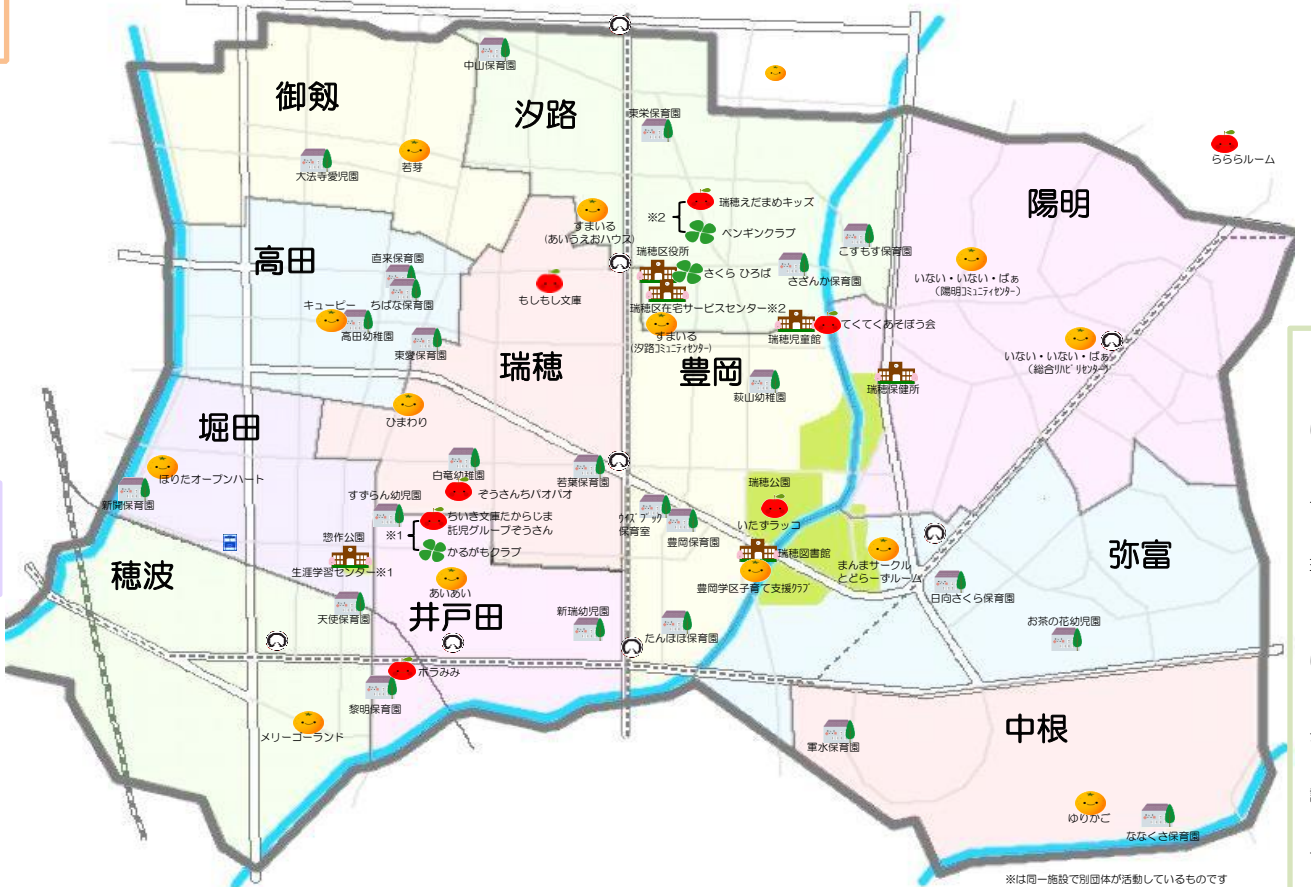 中山保育園
御剱
汐路
東栄保育園
大法寺愛児園
若芽
らららルーム
陽明
瑞穂えだまめキッズ
※2
ペンギンクラブ
すまいる
(あいうえおハウス)
こすもす保育園
高田
直来保育園
瑞穂区役所
さくら ひろば
ささんか保育園
いない・いない・ばぁ
(陽明コミュニティセンター)
もしもし文庫
キューピー
ちばな保育園
瑞穂区在宅サービスセンター※2
高田幼稚園
東愛保育園
すまいる
(汐路コミュニティセンター)
瑞穂児童館
てくてくあそぼう会
いない・いない・ばぁ
(総合リハビリセンター)
瑞穂
豊岡
萩山幼稚園
瑞穂保健所
ひまわり
堀田
白竜幼稚園
ほりたオープンハート
新開保育園
すずらん幼児園
ぞうさんちパオパオ
若葉保育園
瑞穂公園
ちいき文庫たからじま
託児グループぞうさん
※1
かるがもクラブ
保育室
豊岡保育園
いたずラッコ
惣作公園
生涯学習センター※1
瑞穂図書館
まんまサークル
とどらーずルーム
弥富
穂波
あいあい
豊岡学区子育て支援クラブ
日向さくら保育園
天使保育園
井戸田
新瑞幼児園
たんぽぽ保育園
お茶の花幼児園
ポラみみ
黎明保育園
メリーゴーランド
軍水保育園
中根
ゆりかご
ななくさ保育園
※は同一施設で別団体が活動しているものです